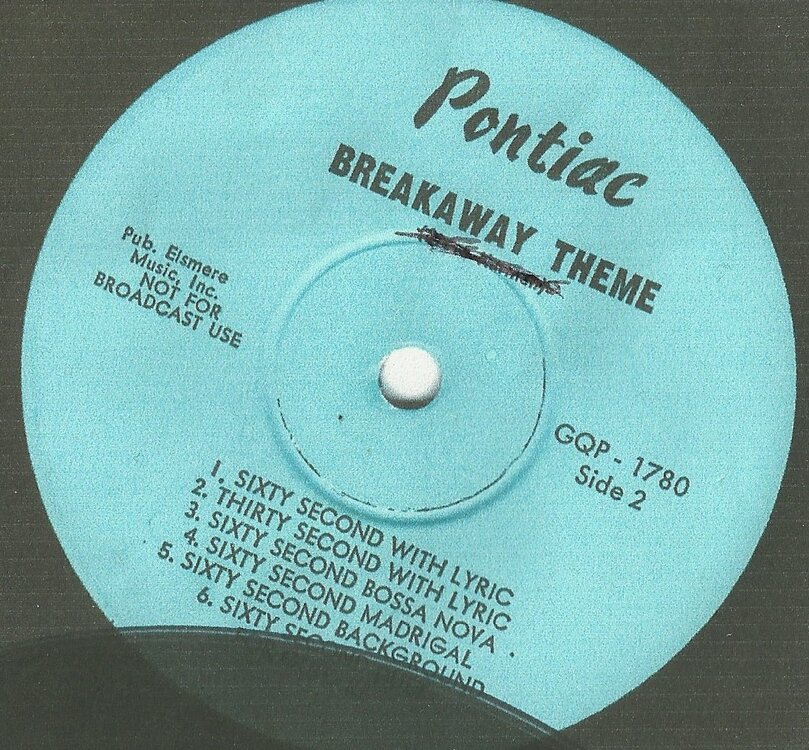 Pontiac
BREAKAWAY THEME
Pub. Elsmere
Music, Inc.
NOT FOR
BROADCAST USE
GQP - 1780
Side 2
1. SIXTY SECOND WITH LYRIC
2. THIRTY SECOND WITH LYRIC
3. SIXTY SECOND BOSSA NOVA
4. SIXTY SECOND MADRIGAL
5. SIXTY SECOND BACKGROUND
6. SIXTY